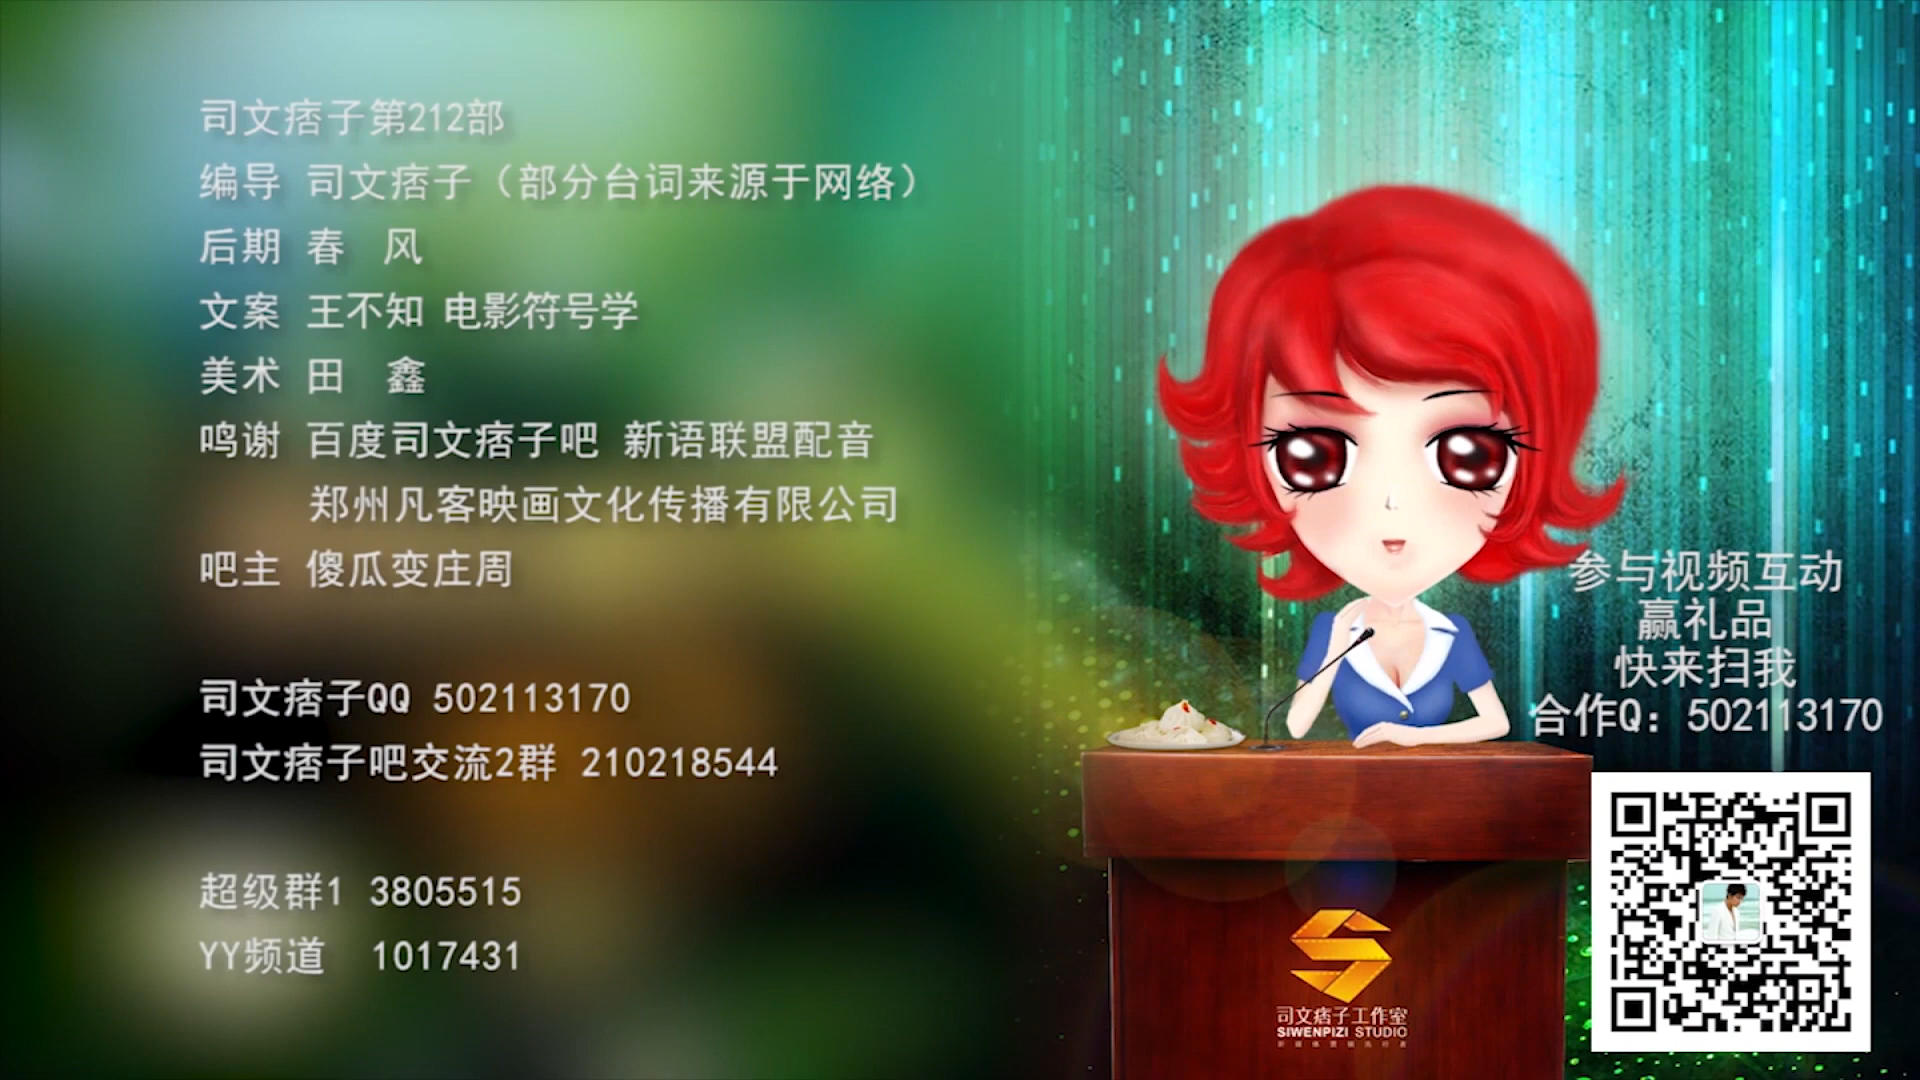 司文痞子第212部
编导 司文痞子（部分台词来源于网络）
后期 春 风
文案 王不知 电影符号学
美术 田 鑫
鸣谢 百度司文痞子吧 新语联盟配音
郑州凡客映画文化传播有限公司
吧主 傻瓜变庄周
司文痞子QQ 502113170
司文痞子吧交流2群 210218544
超级群1 3805515
YY频道 1017431
参与视频互动
赢礼品
快来扫我
合作Q：502113170
司文痞子工作室
SIWENPIZI STUDIO